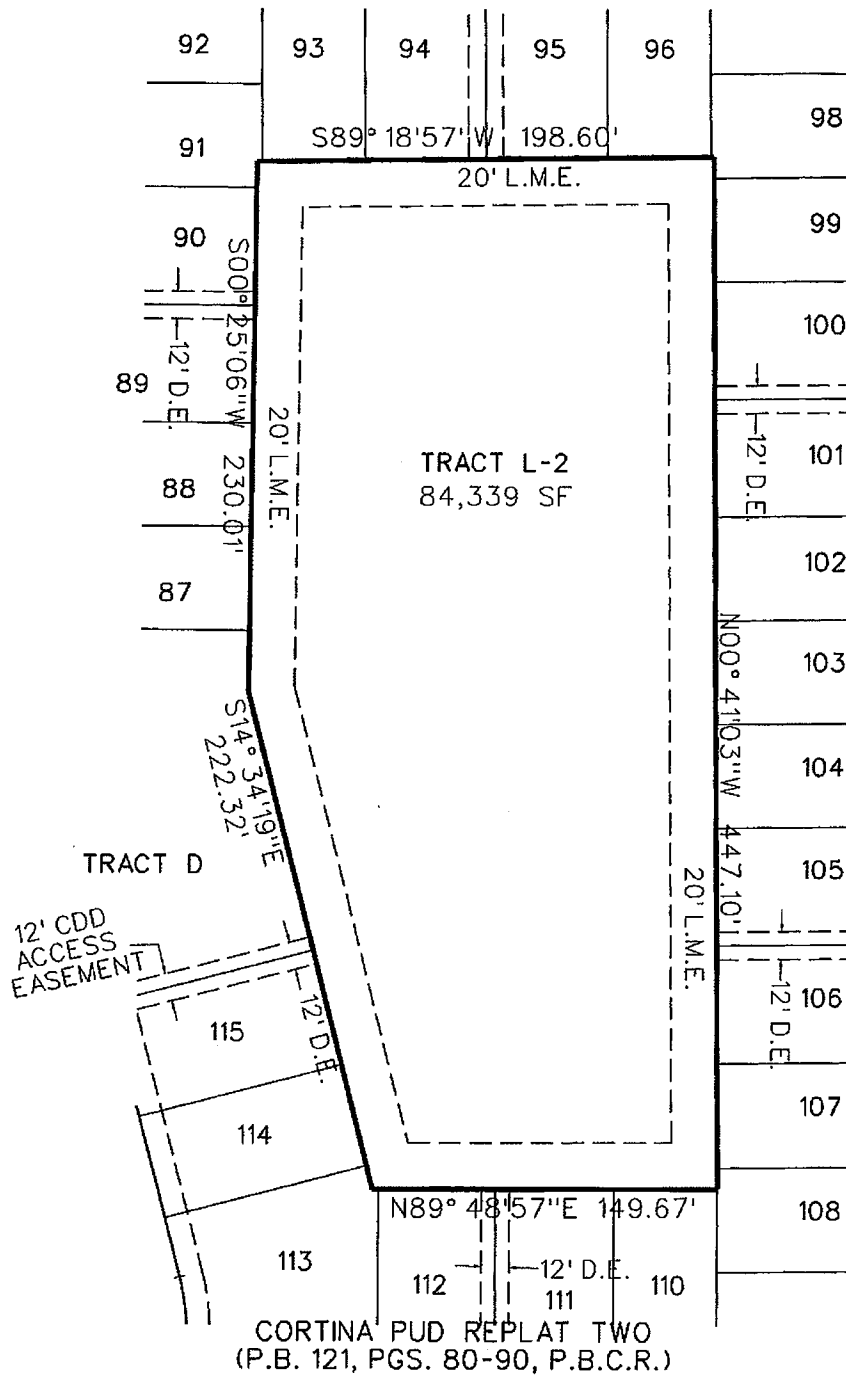 92
93
94
95
96
98
S89° 18'57" W 198.60'
91
20' L.M.E.
99
90
S00° 25'06"W 230.01'
100
12' D.E.
89
20' L.M.E.
TRACT L-2
84,339 SF
101
12' D.E.
88
102
87
N00° 41'03"W 447.10'
103
S14° 34'19"E
222.32'
104
TRACT D
105
20' L.M.E.
12' CDD
ACCESS
EASEMENT
12' D.E.
106
12' D.E.
115
107
114
N89° 48'57"E 149.67'
108
113
112
12' D.E.
111
110
CORTINA PUD REPLAT TWO
(P.B. 121, PGS. 80-90, P.B.C.R.)